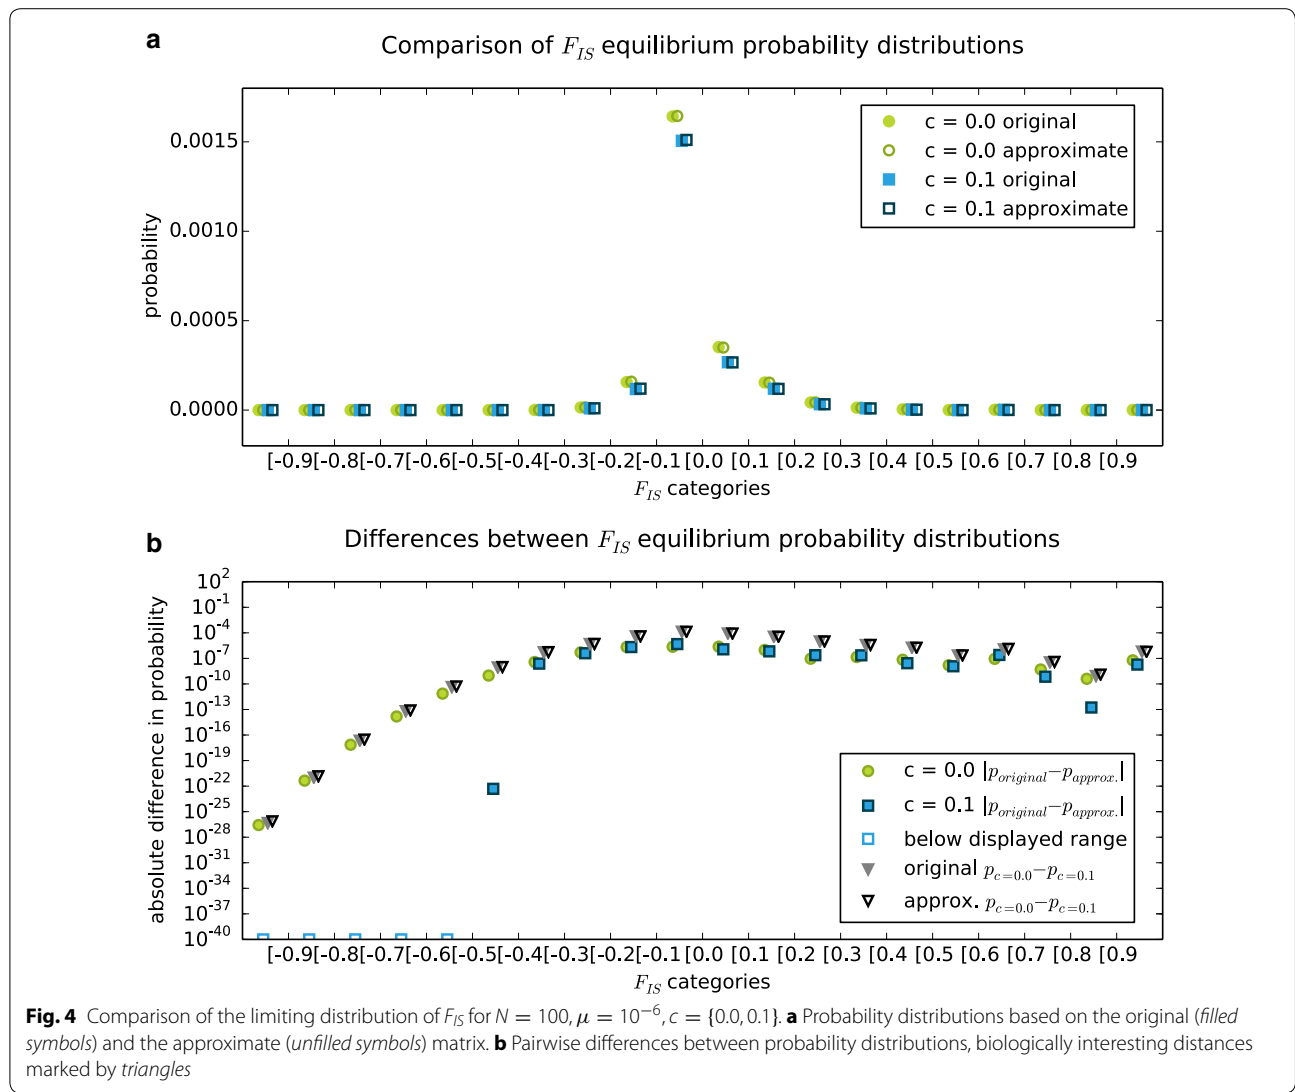 a
Comparison of F_IS equilibrium probability distributions
probability
0.0015
0.0010
0.0005
0.0000
c = 0.0 original
c = 0.0 approximate
c = 0.1 original
c = 0.1 approximate
[-0.9[-0.8[-0.7[-0.6[-0.5[-0.4[-0.3[-0.2[-0.1 [0.0 [0.1 [0.2 [0.3 [0.4 [0.5 [0.6 [0.7 [0.8 [0.9
F_IS categories
b
Differences between F_IS equilibrium probability distributions
absolute difference in probability
10^2
10^-1
10^-4
10^-7
10^-10
10^-13
10^-16
10^-19
10^-22
10^-25
10^-28
10^-31
10^-34
10^-37
10^-40
c = 0.0 |p_original−p_approx.|
c = 0.1 |p_original−p_approx.|
below displayed range
original p_c=0.0−p_c=0.1
approx. p_c=0.0−p_c=0.1
[-0.9[-0.8[-0.7[-0.6[-0.5[-0.4[-0.3[-0.2[-0.1 [0.0 [0.1 [0.2 [0.3 [0.4 [0.5 [0.6 [0.7 [0.8 [0.9
F_IS categories
Fig. 4 Comparison of the limiting distribution of F_IS for N = 100, μ = 10^−6, c = {0.0, 0.1}. a Probability distributions based on the original (filled
symbols) and the approximate (unfilled symbols) matrix. b Pairwise differences between probability distributions, biologically interesting distances
marked by triangles